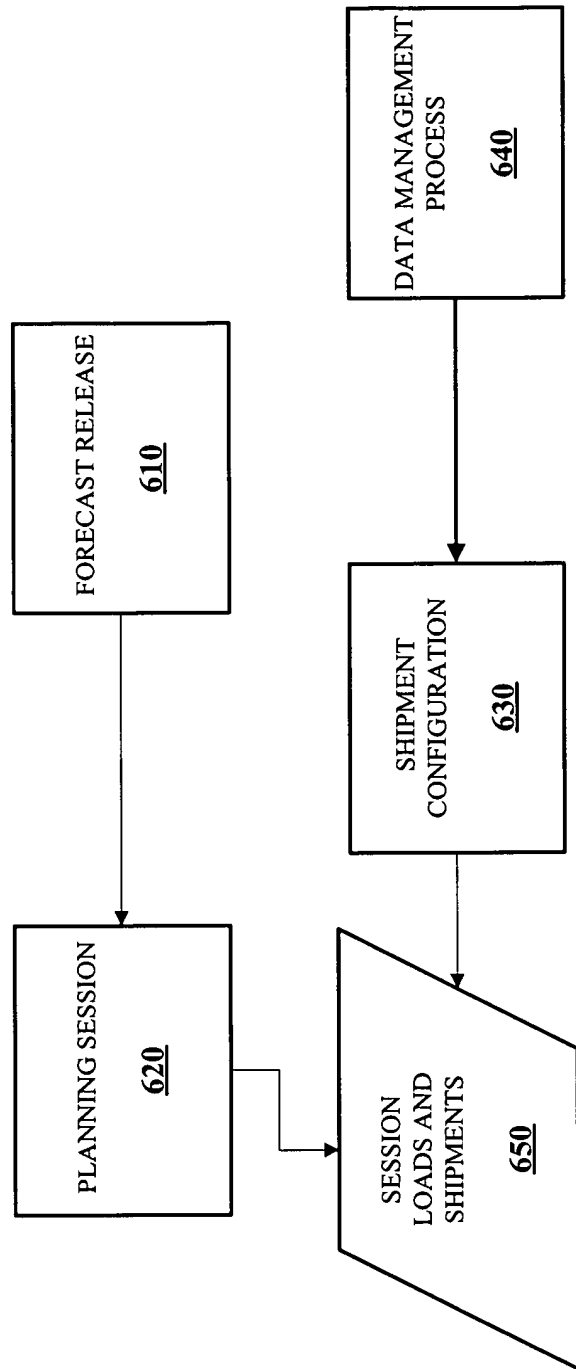 PLANNING SESSION
620
FORECAST RELEASE
610
SESSION
LOADS AND
SHIPMENTS
650
SHIPMENT
CONFIGURATION
630
DATA MANAGEMENT
PROCESS
640